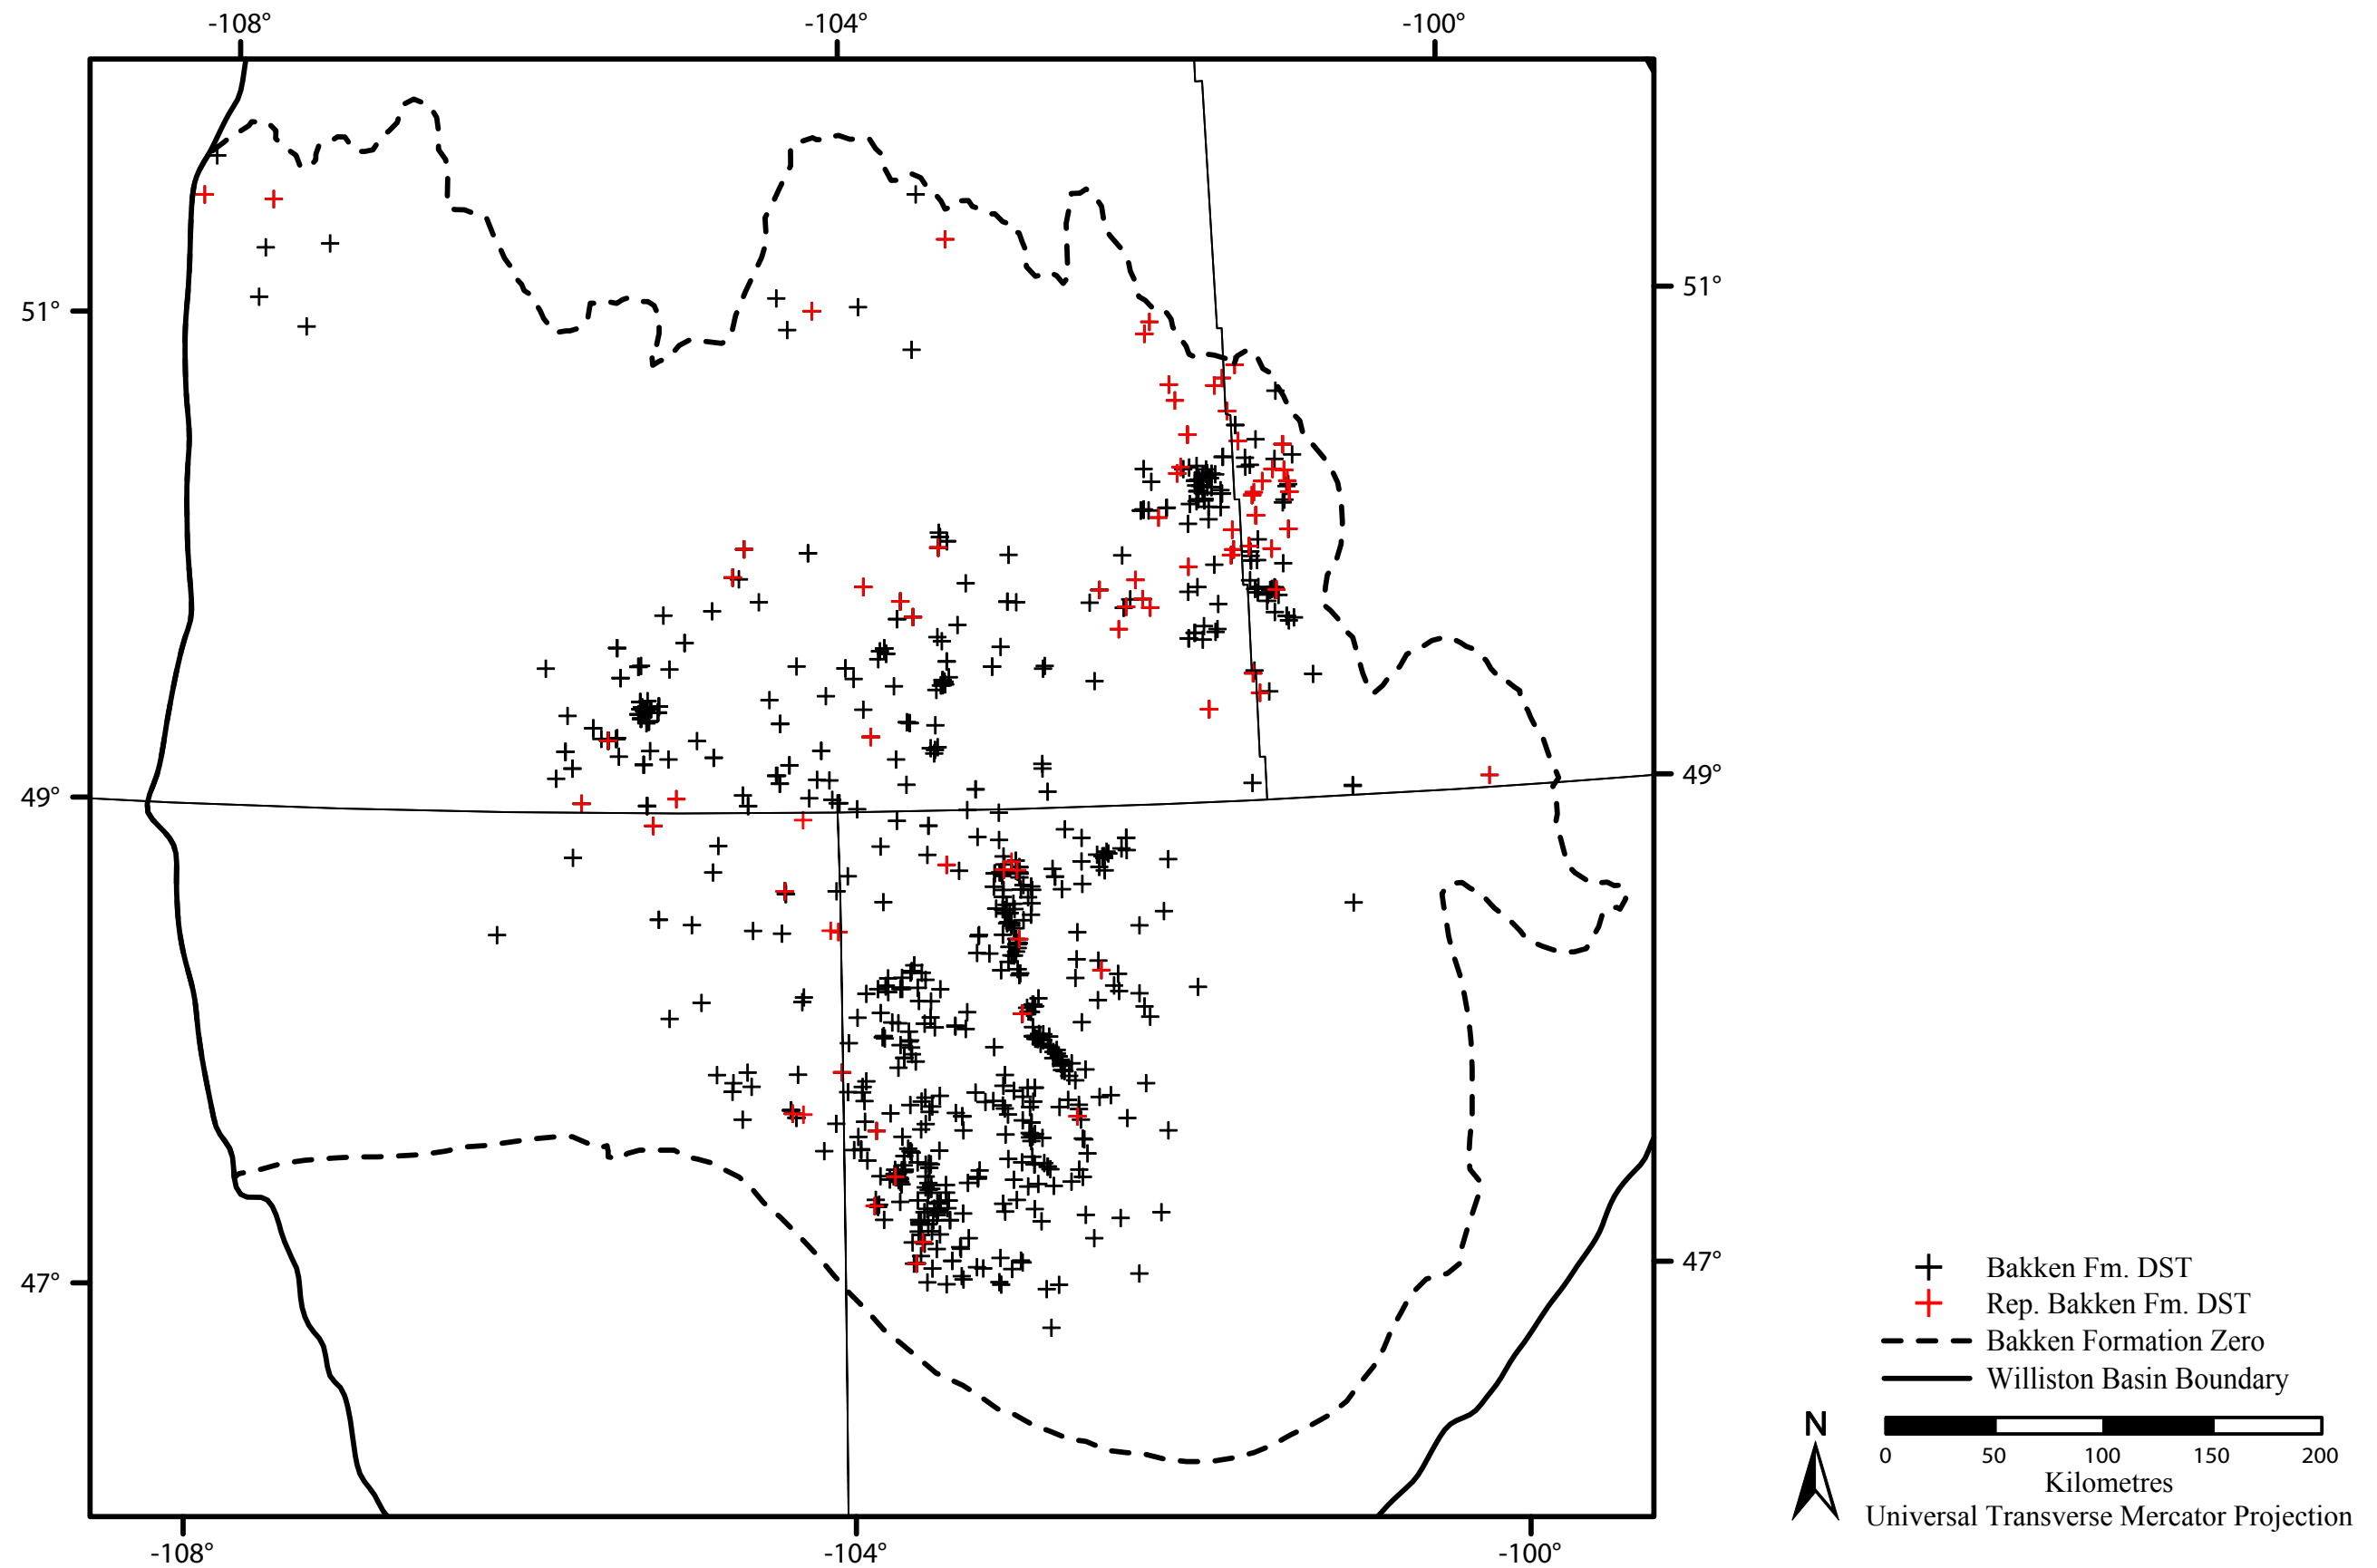 -108° -104° -100°
51° 51°
49° 49°
47° 47°
-108° -104° -100°
Bakken Fm. DST
Rep. Bakken Fm. DST
Bakken Formation Zero
Williston Basin Boundary
N
0 50 100 150 200
Kilometres
Universal Transverse Mercator Projection